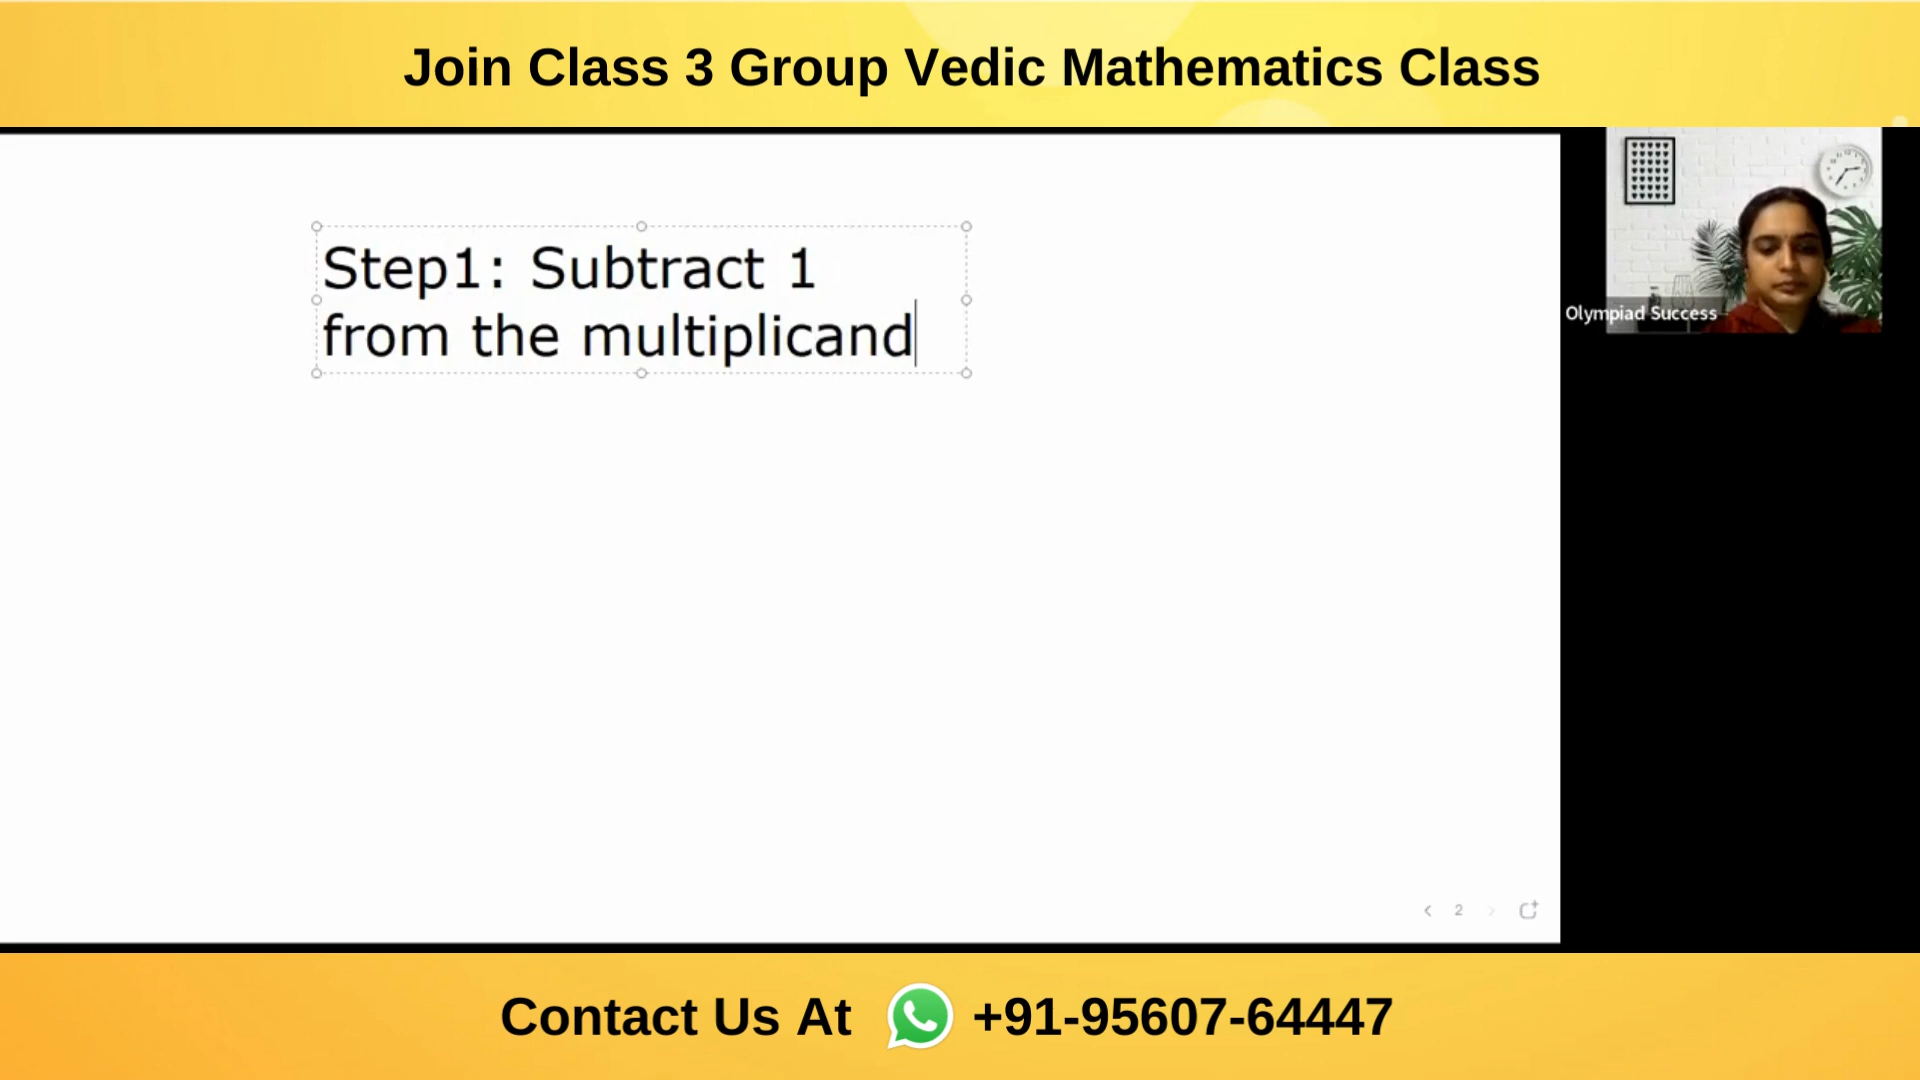 Join Class 3 Group Vedic Mathematics Class
Step1: Subtract 1
from the multiplicand
Olympiad Success
2
Contact Us At +91-95607-64447